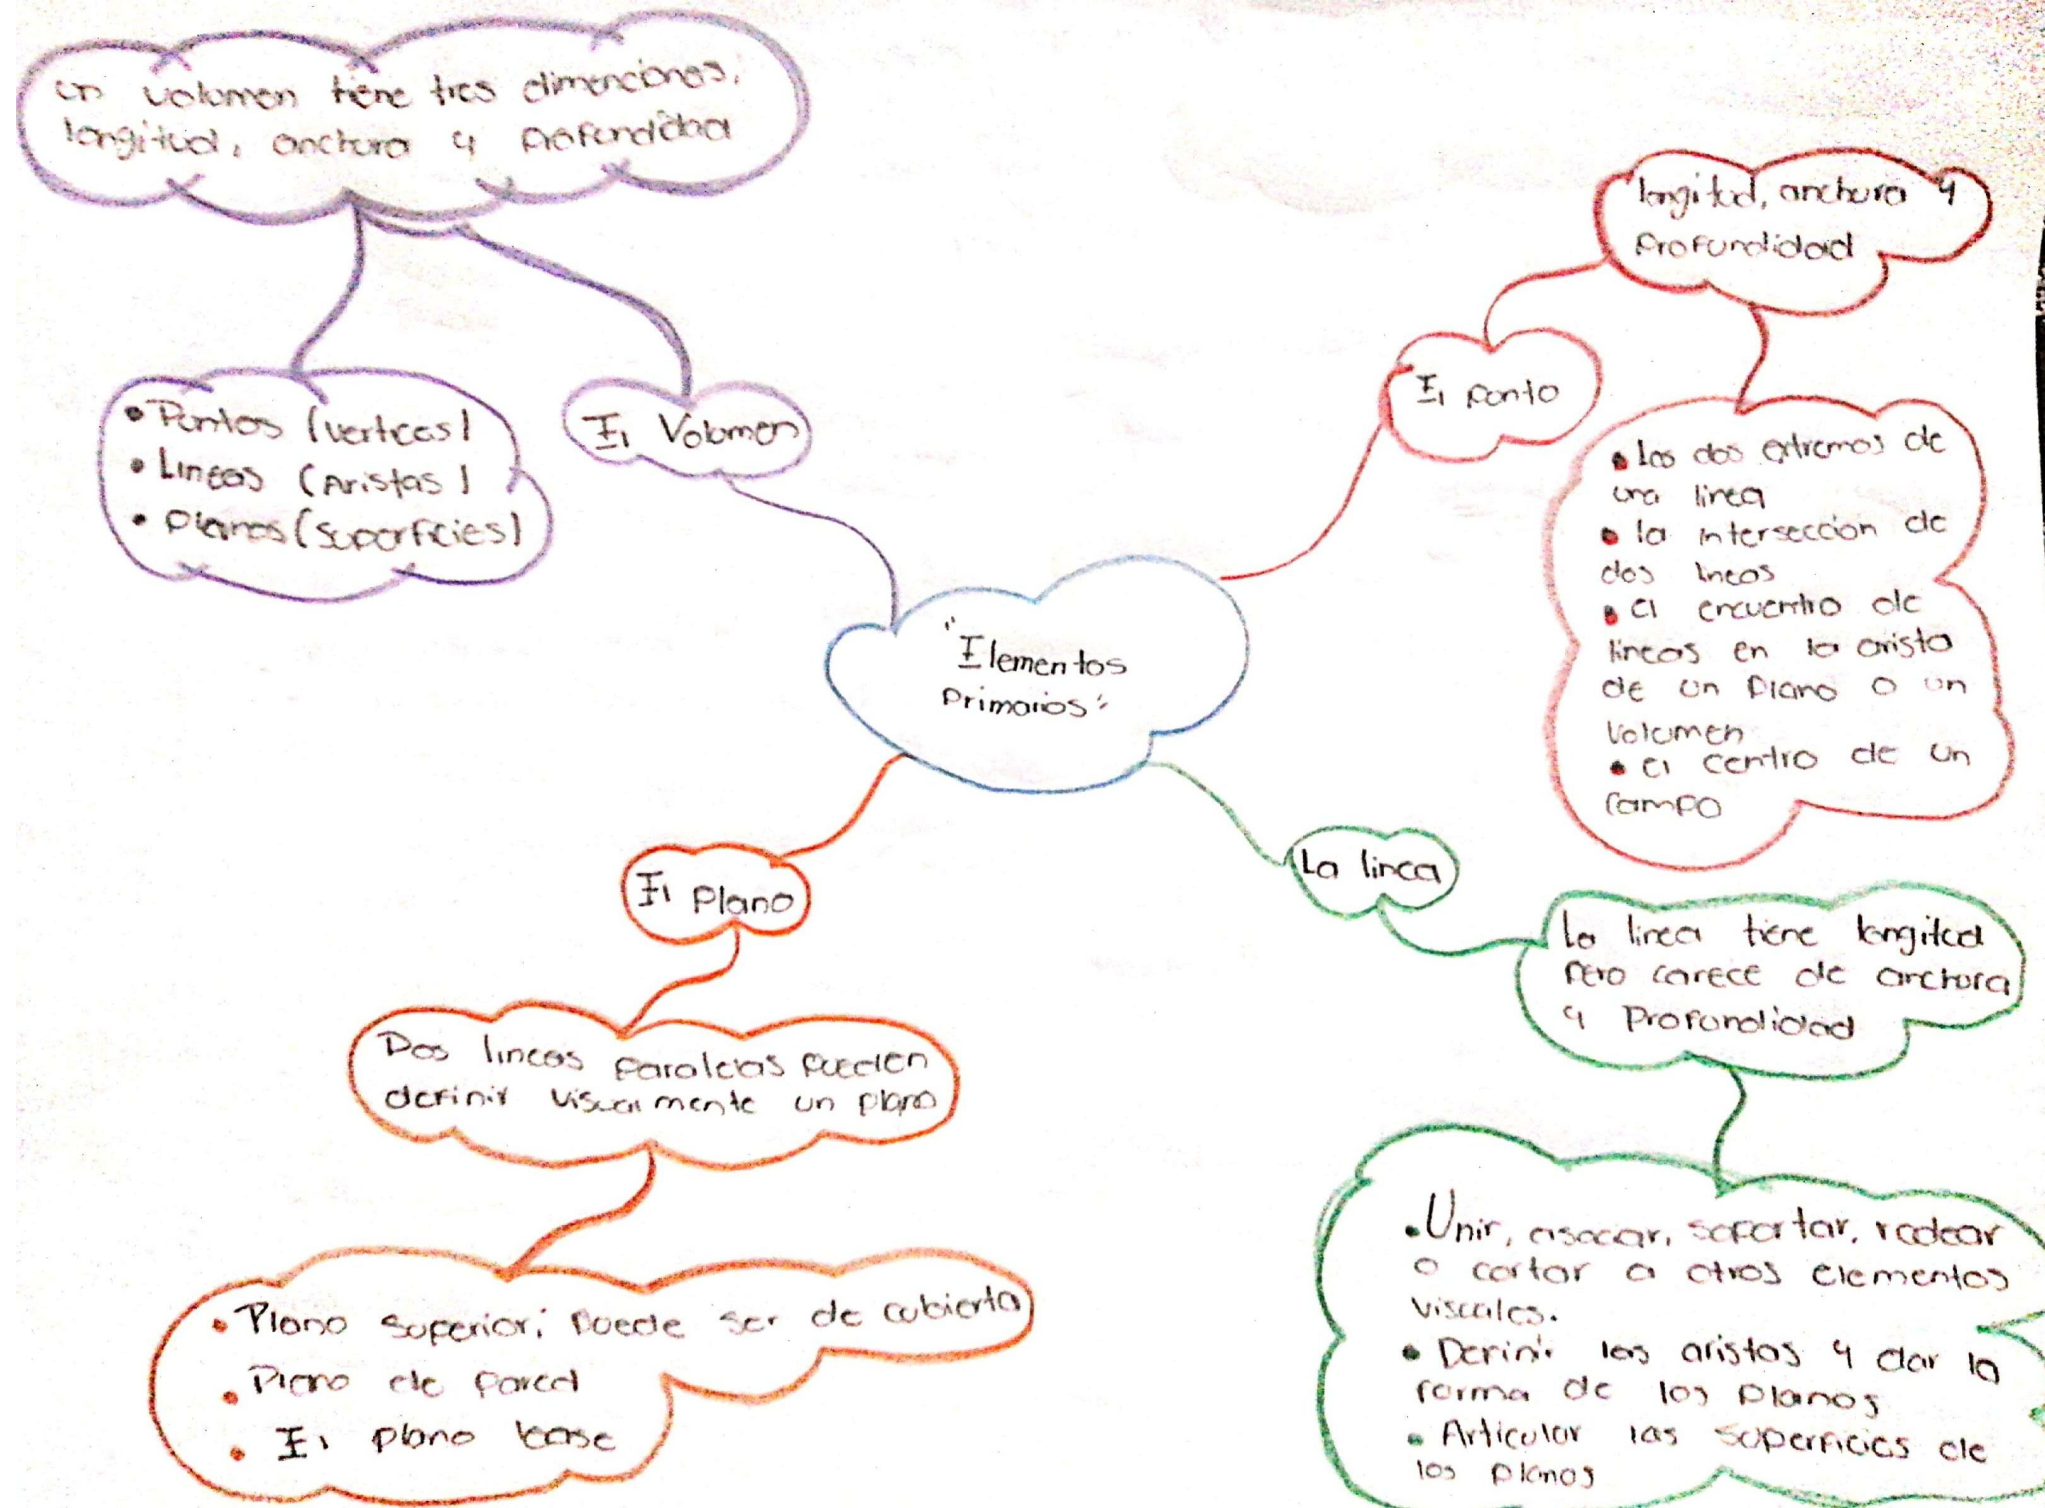 un volumen tiene tres dimenciones,
longitud, anchura y profundidad
• Puntos (vertices)
• Lineas (Aristas)
• Planos (superficies)
El Volumen
longitud, anchura y
profundidad
El punto
• Los dos extremos de
una linea
• la intersección de
dos lineas
• el encuentro de
lineas en la arista
de un plano o un
volumen
• el centro de un
campo
"Elementos
primarios"
La linea
La linea tiene longitud
pero carece de anchura
y profundidad
• Unir, asociar, soportar, rodear
o cortar a otros elementos
visuales.
• Definir las aristas y dar la
forma de los planos
• Articular las superficies de
los planos
El plano
Dos lineas paralelas pueden
definir visualmente un plano
• Plano superior; puede ser de cubierta
• Plano de pared
• El plano base